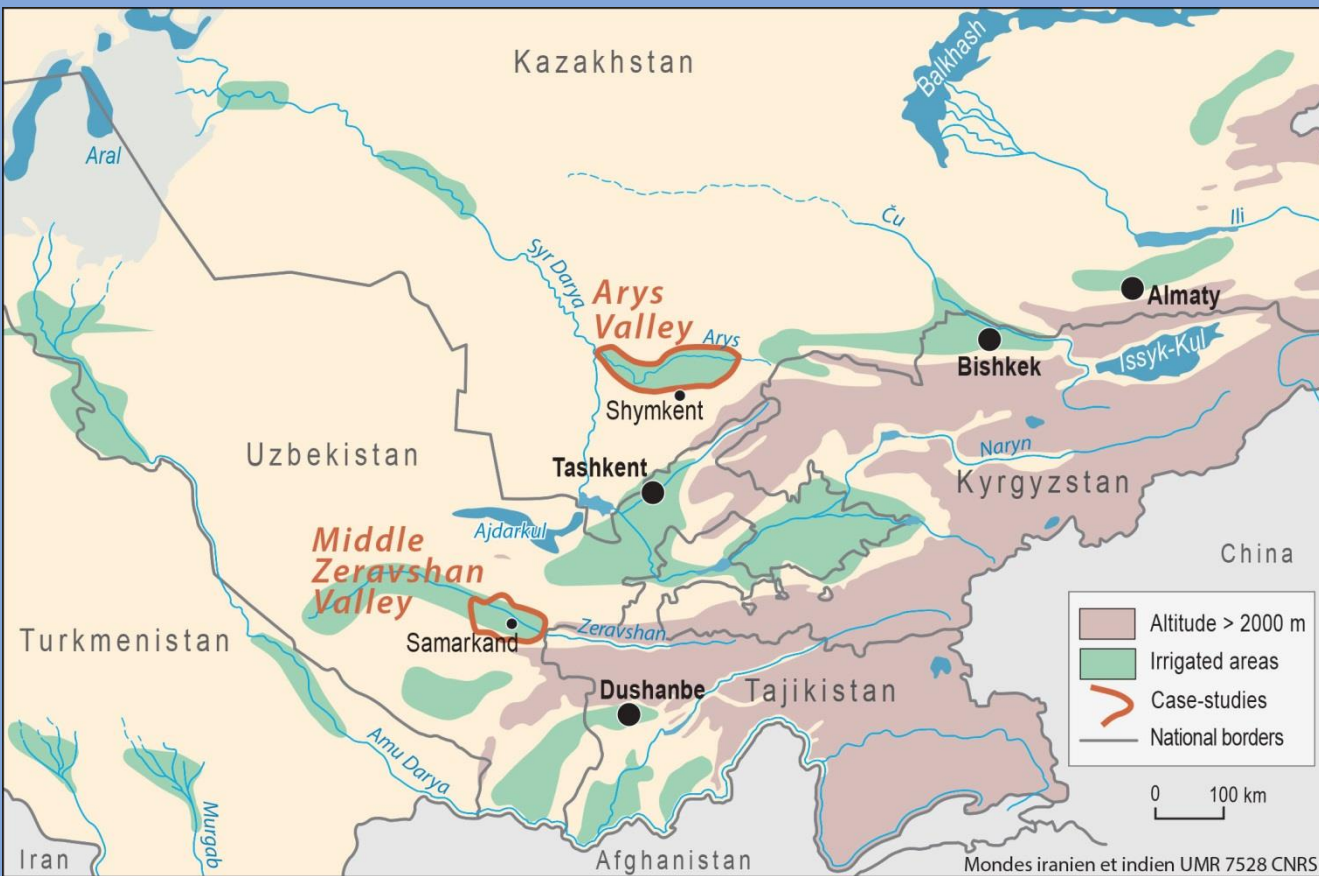 Kazakhstan
Balkhash
Aral
Ču
Ili
Syr Darya
Arys
Valley
Arys
Almaty
Bishkek
Issyk-Kul
Shymkent
Uzbekistan
Tashkent
Naryn
Kyrgyzstan
Ajdarkul
Middle
Zeravshan
Valley
China
Turkmenistan
Samarkand
Zeravshan
Dushanbe
Tajikistan
Amu Darya
Murgab
Iran
Afghanistan
Altitude > 2000 m
Irrigated areas
Case-studies
National borders
0 100 km
Mondes iranien et indien UMR 7528 CNRS